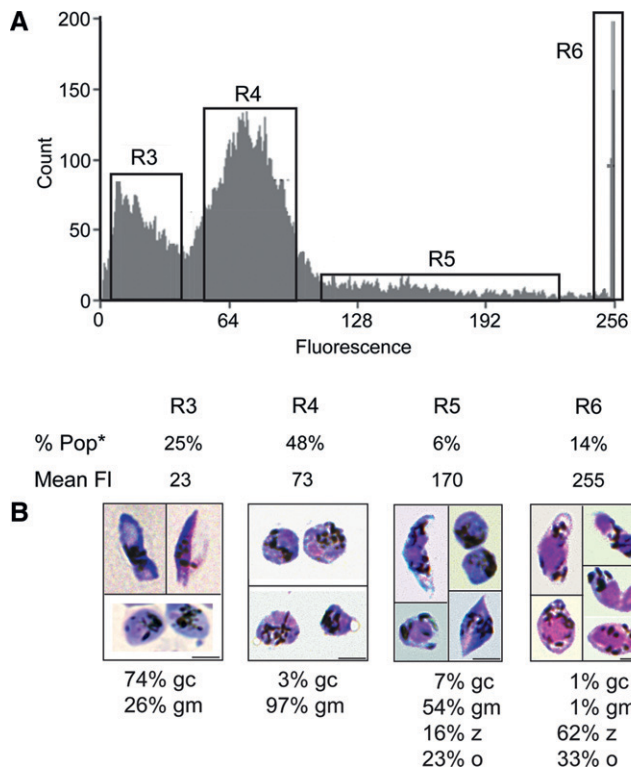 A
200
150
100
50
0
Count
R3
R4
R5
R6
0 64 128 192 256
Fluorescence
R3 R4 R5 R6
% Pop* 25% 48% 6% 14%
Mean FI 23 73 170 255
B
74% gc 3% gc 7% gc 1% gc
26% gm 97% gm 54% gm 1% gm
16% z 62% z
23% o 33% o